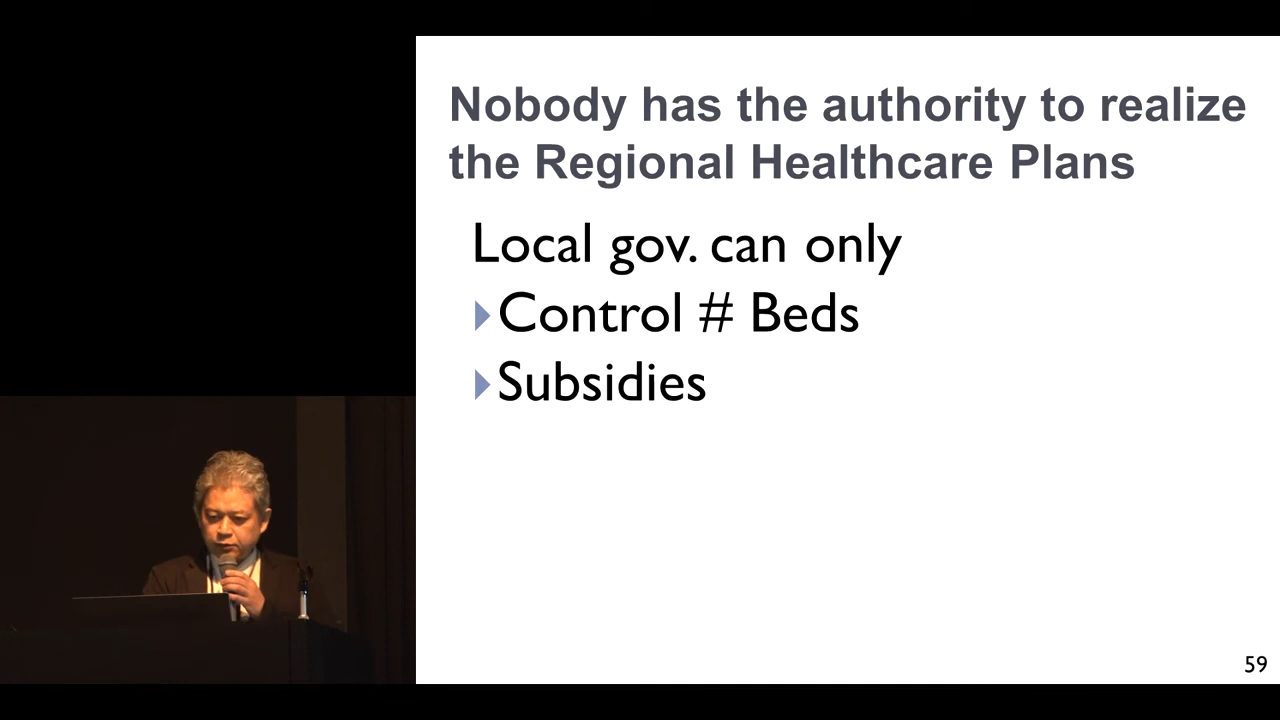 Nobody has the authority to realize
the Regional Healthcare Plans
Local gov. can only
Control # Beds
Subsidies
59